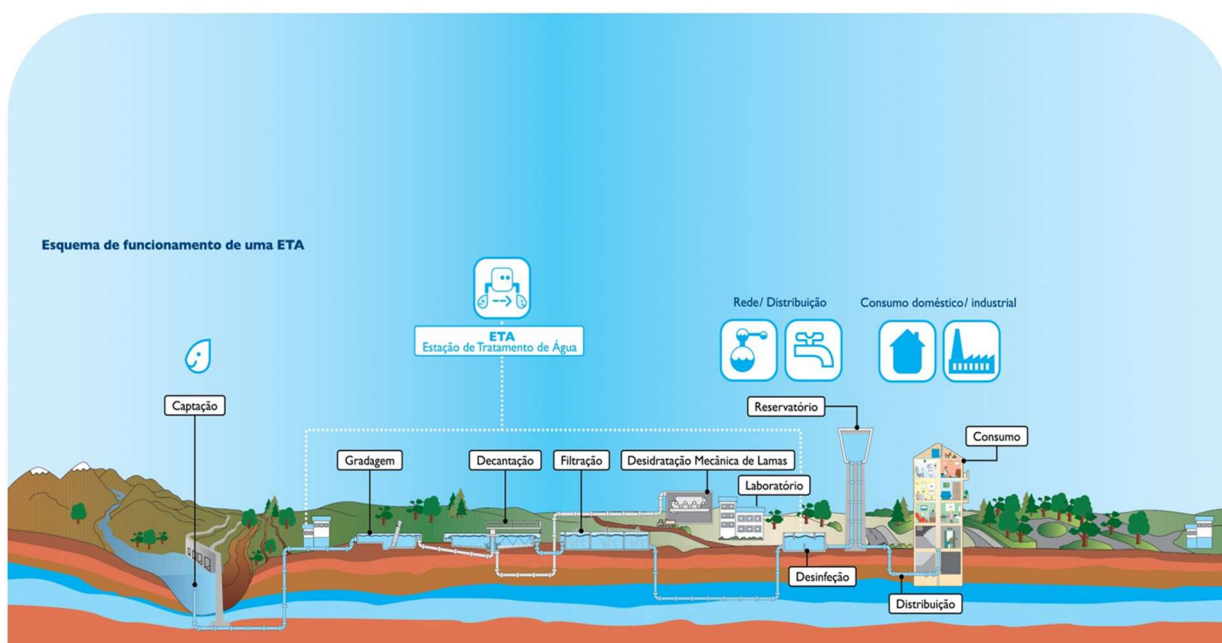 Esquema de funcionamento de uma ETA
ETA
Estação de Tratamento de Água
Rede/ Distribuição
Consumo doméstico/ industrial
Captação
Reservatório
Consumo
Gradagem
Decantação
Filtração
Desidratação Mecânica de Lamas
Laboratório
Desinfeção
Distribuição